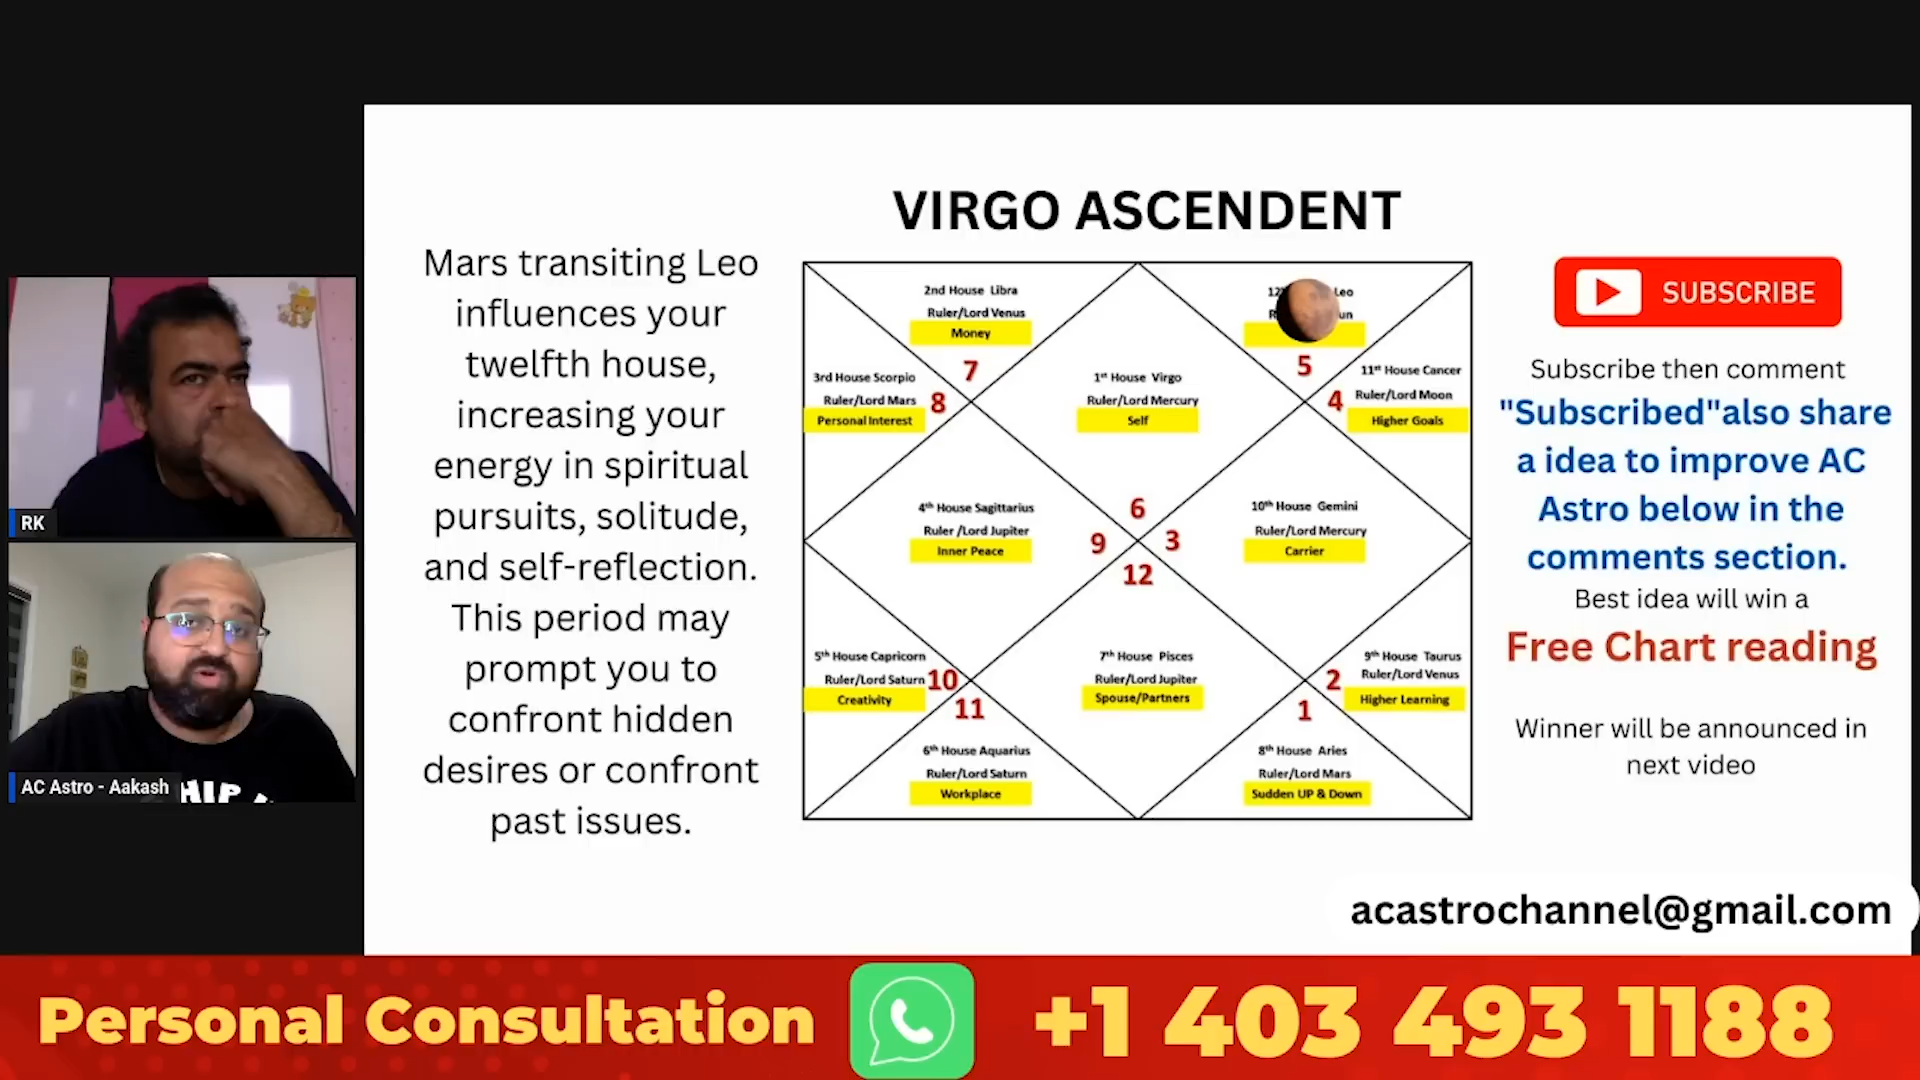 VIRGO ASCENDENT
Mars transiting Leo
influences your
twelfth house,
increasing your
energy in spiritual
pursuits, solitude,
and self-reflection.
This period may
prompt you to
confront hidden
desires or confront
past issues.
2nd House Libra
Ruler/Lord Venus
Money
7
12
Leo
5
3rd House Scorpio
Ruler/Lord Mars
Personal Interest
8
1st House Virgo
Ruler/Lord Mercury
Self
6
11st House Cancer
Ruler/Lord Moon
Higher Goals
4
4th House Sagittarius
Ruler /Lord Jupiter
Inner Peace
9
10th House Gemini
Ruler/Lord Mercury
Carrier
3
12
5th House Capricorn
Ruler/Lord Saturn
Creativity
10
7th House Pisces
Ruler/Lord Jupiter
Spouse/Partners
9th House Taurus
Ruler/Lord Venus
Higher Learning
2
11
6th House Aquarius
Ruler/Lord Saturn
Workplace
1
8th House Aries
Ruler/Lord Mars
Sudden UP & Down
SUBSCRIBE
Subscribe then comment
"Subscribed"also share
a idea to improve AC
Astro below in the
comments section.
Best idea will win a
Free Chart reading
Winner will be announced in
next video
RK
AC Astro - Aakash
acastrochannel@gmail.com
Personal Consultation
+1 403 493 1188